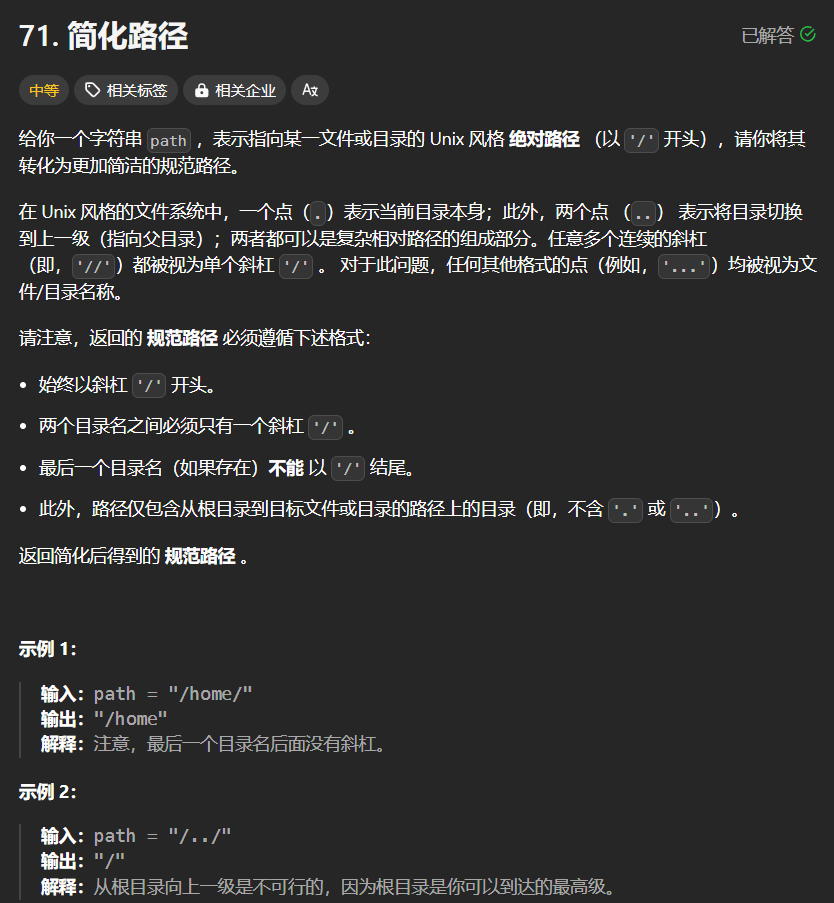 71. 简化路径
已解答
中等 相关标签 相关企业 Ax
给你一个字符串 path ，表示指向某一文件或目录的 Unix 风格 绝对路径 （以 '/' 开头），请你将其
转化为更加简洁的规范路径。
在 Unix 风格的文件系统中，一个点（.）表示当前目录本身；此外，两个点 （..） 表示将目录切换
到上一级（指向父目录）；两者都可以是复杂相对路径的组成部分。任意多个连续的斜杠
（即，'//'）都被视为单个斜杠 '/' 。 对于此问题，任何其他格式的点（例如，'...'）均被视为文
件/目录名称。
请注意，返回的 规范路径 必须遵循下述格式：
• 始终以斜杠 '/' 开头。
• 两个目录名之间必须只有一个斜杠 '/' 。
• 最后一个目录名（如果存在）不能 以 '/' 结尾。
• 此外，路径仅包含从根目录到目标文件或目录的路径上的目录（即，不含 '.' 或 '..'）。
返回简化后得到的 规范路径 。
示例 1：
输入：path = "/home/"
输出："/home"
解释：注意，最后一个目录名后面没有斜杠。
示例 2：
输入：path = "/../"
输出："/"
解释：从根目录向上一级是不可行的，因为根目录是你可以到达的最高级。